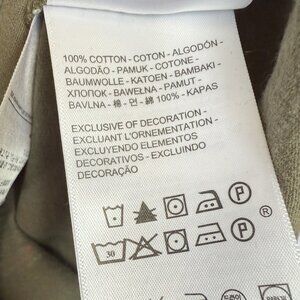 100% COTTON - COTON - ALGODÓN -
ALGODÃO - PAMUK - COTONE -
BAUMWOLLE - KATOEN - BAMBAKI -
ХЛОПОК - BAWEŁNA - PAMUT -
BAVLNA - 棉 - 면 - 綿 100% - KAPAS
EXCLUSIVE OF DECORATION -
EXCLUANT L'ORNEMENTATION -
EXCLUYENDO ELEMENTOS
DECORATIVOS - EXCLUINDO
DECORAÇÃO
P
®
30
P